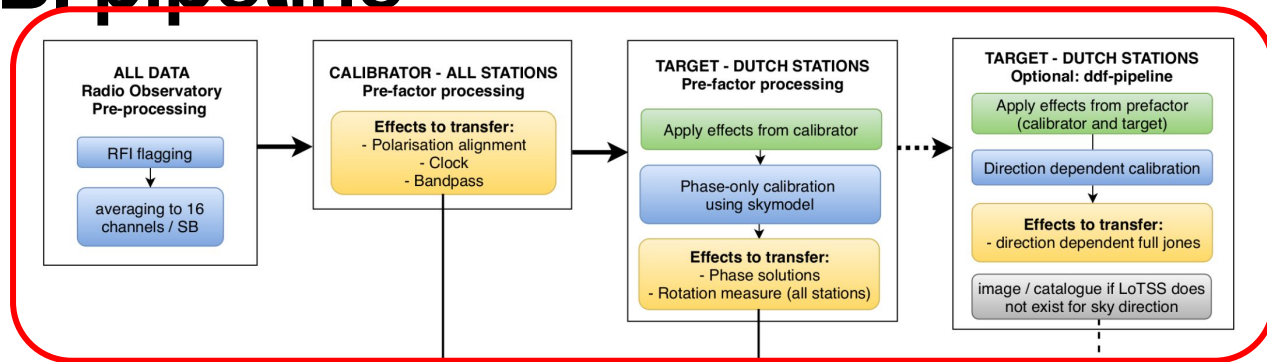 pipeline
ALL DATA
Radio Observatory
Pre-processing
RFI flagging
averaging to 16
channels / SB
CALIBRATOR - ALL STATIONS
Pre-factor processing
Effects to transfer:
- Polarisation alignment
- Clock
- Bandpass
TARGET - DUTCH STATIONS
Pre-factor processing
Apply effects from calibrator
Phase-only calibration
using skymodel
Effects to transfer:
- Phase solutions
- Rotation measure (all stations)
TARGET - DUTCH STATIONS
Optional: ddf-pipeline
Apply effects from prefactor
(calibrator and target)
Direction dependent calibration
Effects to transfer:
- direction dependent full jones
image / catalogue if LoTSS does
not exist for sky direction